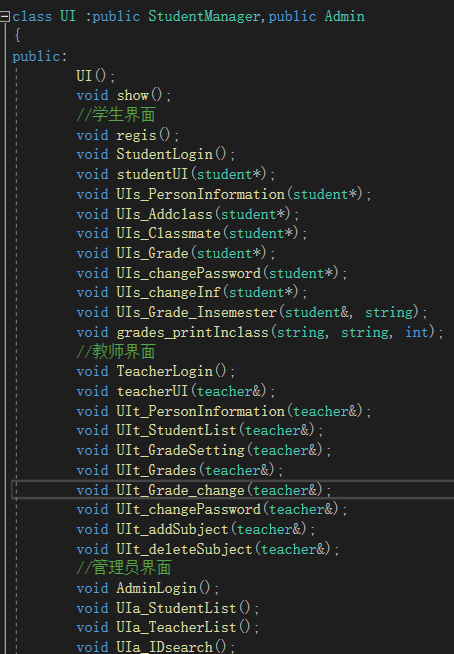 class UI :public StudentManager,public Admin
{
public:
UI();
void show();
//学生界面
void regis();
void StudentLogin();
void studentUI(student*);
void UIs_PersonInformation(student*);
void UIs_Addclass(student*);
void UIs_Classmate(student*);
void UIs_Grade(student*);
void UIs_changePassword(student*);
void UIs_changeInf(student*);
void UIs_Grade_Insemester(student&, string);
void grades_printInclass(string, string, int);
//教师界面
void TeacherLogin();
void teacherUI(teacher&);
void UIt_PersonInformation(teacher&);
void UIt_StudentList(teacher&);
void UIt_GradeSetting(teacher&);
void UIt_Grades(teacher&);
void UIt_Grade_change(teacher&);
void UIt_changePassword(teacher&);
void UIt_addSubject(teacher&);
void UIt_deleteSubject(teacher&);
//管理员界面
void AdminLogin();
void UIa_StudentList();
void UIa_TeacherList();
void UIa_IDsearch();